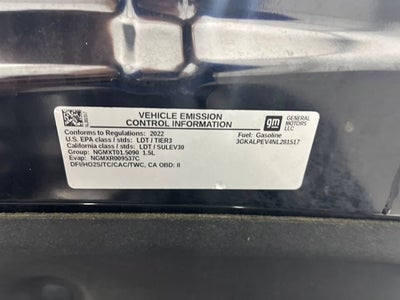 VEHICLE EMISSION
CONTROL INFORMATION
gm
GENERAL MOTORS
LLC
Conforms to Regulations: 2022
Fuel: Gasoline
U.S. EPA class / stds: LDT / TIER3
3GKALPEV4NL281517
California class / stds: LDT / SULEV30
Group: NGMXT01.5090 1.5L
Evap: NGMXR009537C
DFI/HO2S/TC/CAC/TWC, CA OBD: II